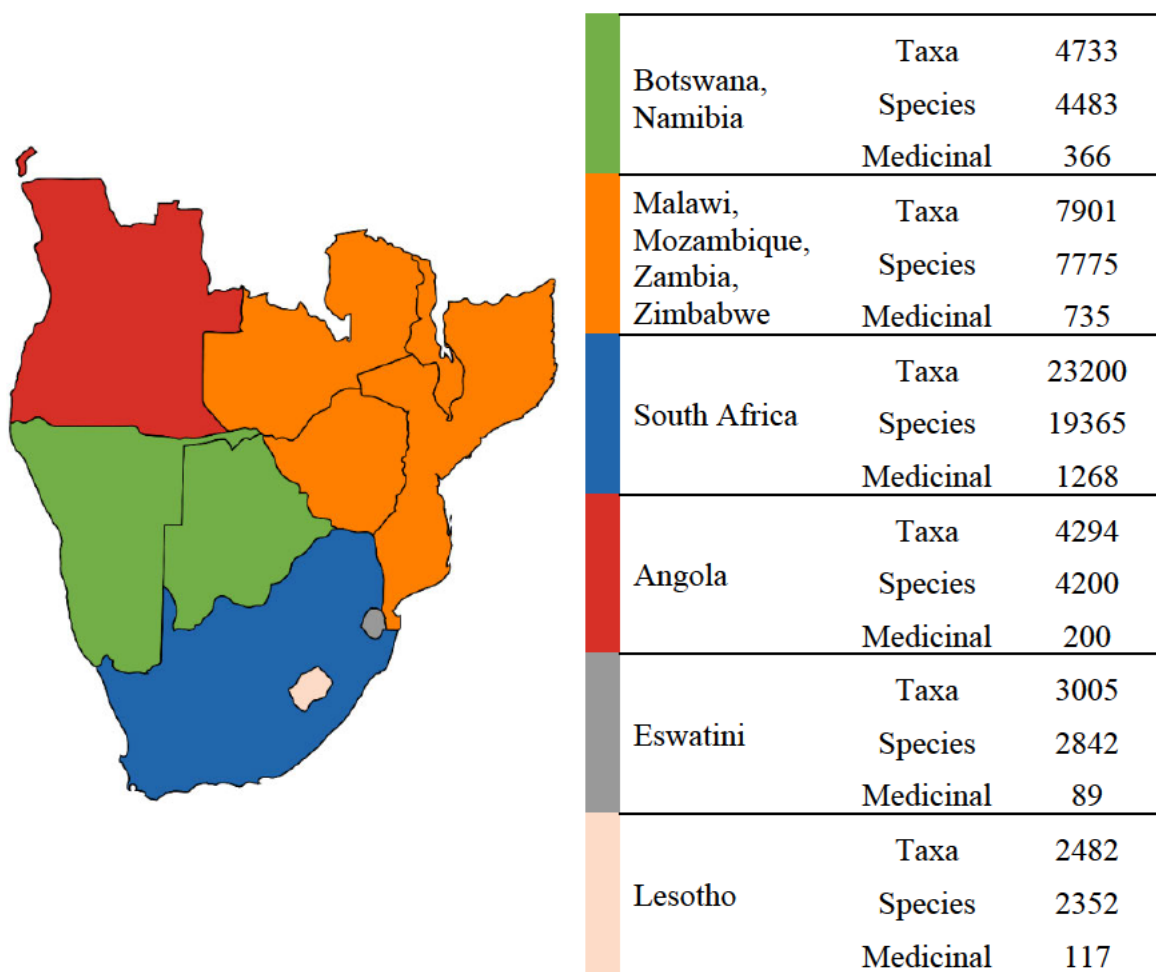 Botswana,
Namibia
Taxa 4733
Species 4483
Medicinal 366
Malawi,
Mozambique,
Zambia,
Zimbabwe
Taxa 7901
Species 7775
Medicinal 735
South Africa
Taxa 23200
Species 19365
Medicinal 1268
Angola
Taxa 4294
Species 4200
Medicinal 200
Eswatini
Taxa 3005
Species 2842
Medicinal 89
Lesotho
Taxa 2482
Species 2352
Medicinal 117